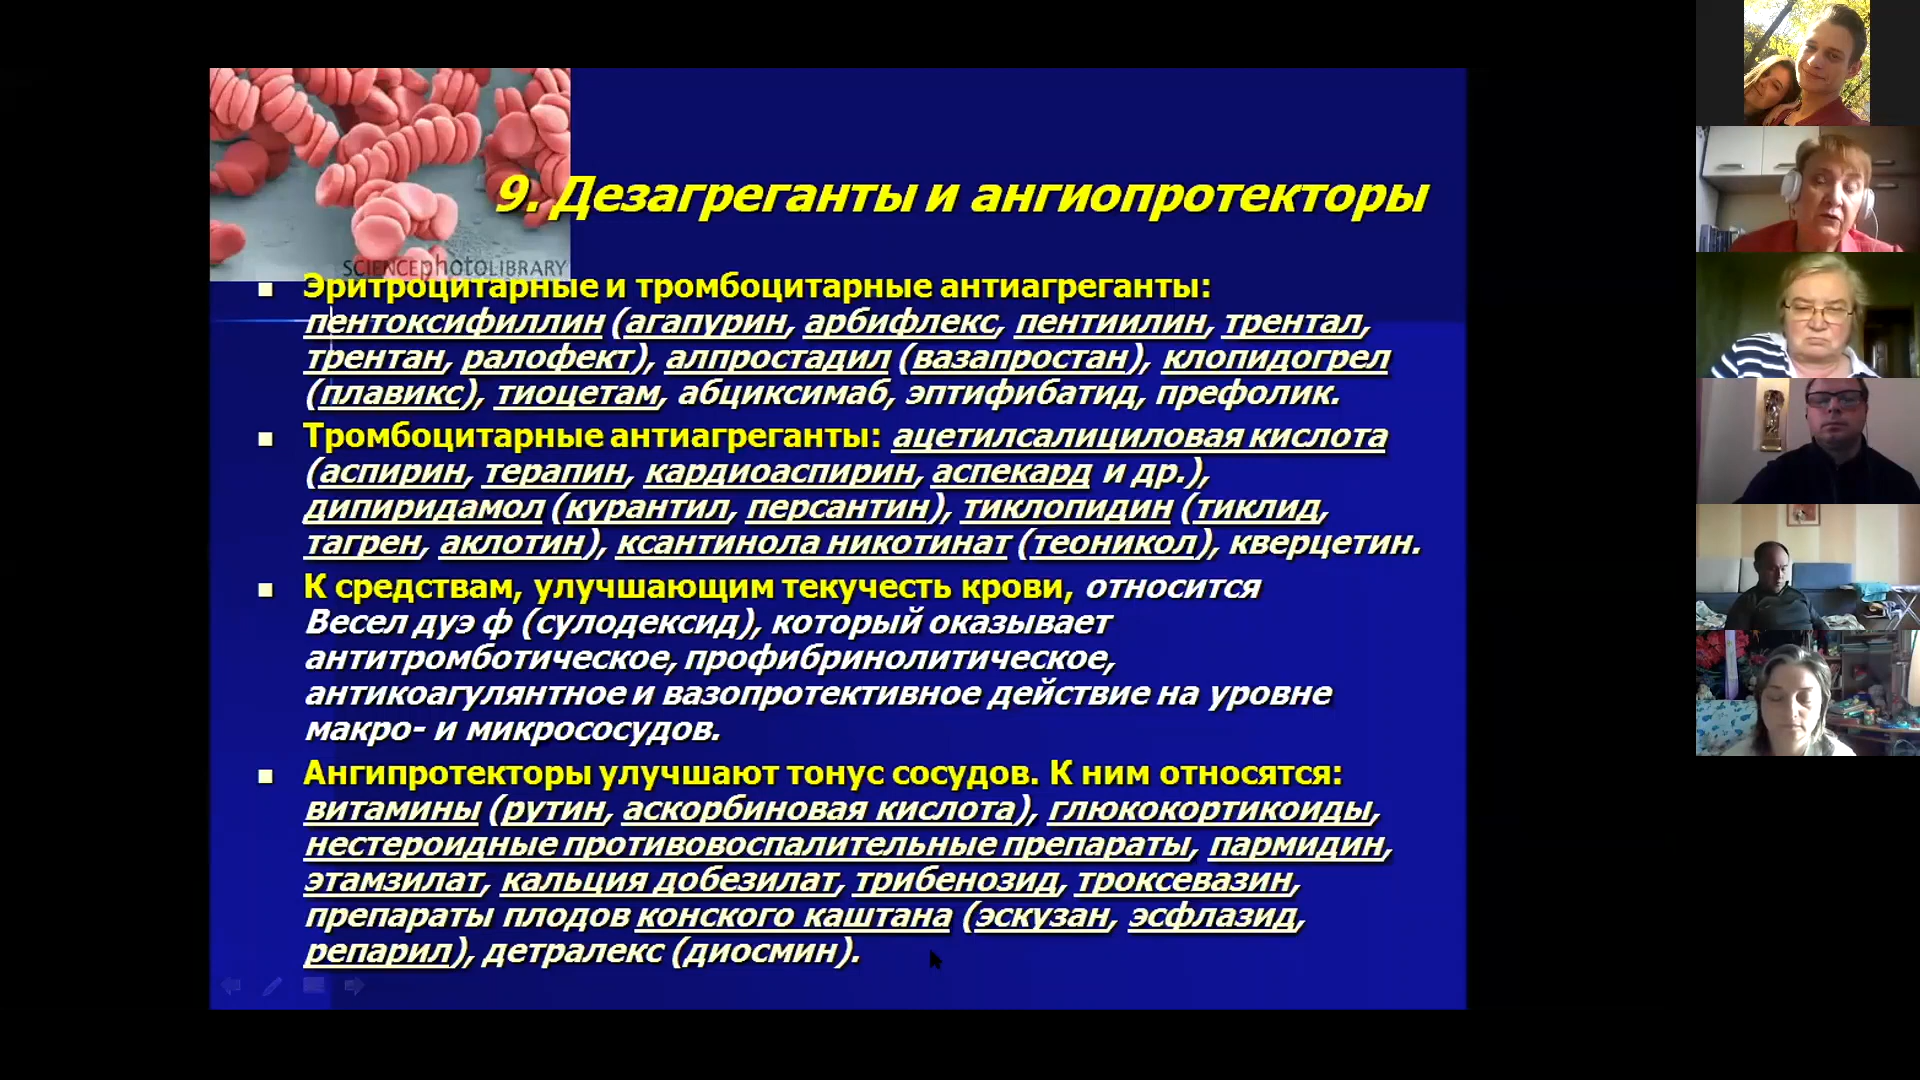 SCIENCEphotoLIBRARY
9. Дезагреганты и ангиопротекторы
Эритроцитарные и тромбоцитарные антиагреганты:
пентоксифиллин (агапурин, арбифлекс, пентиилин, трентал,
трентан, ралофект), алпростадил (вазапростан), клопидогрел
(плавикс), тиоцетам, абциксимаб, эптифибатид, префолик.
Тромбоцитарные антиагреганты: ацетилсалициловая кислота
(аспирин, терапин, кардиоаспирин, аспекард и др.),
дипиридамол (курантил, персантин), тиклопидин (тиклид,
тагрен, аклотин), ксантинола никотинат (теоникол), кверцетин.
К средствам, улучшающим текучесть крови, относится
Весел дуэ ф (сулодексид), который оказывает
антитромботическое, профибринолитическое,
антикоагулянтное и вазопротективное действие на уровне
макро- и микрососудов.
Ангипротекторы улучшают тонус сосудов. К ним относятся:
витамины (рутин, аскорбиновая кислота), глюкокортикоиды,
нестероидные противовоспалительные препараты, пармидин,
этамзилат, кальция добезилат, трибенозид, троксевазин,
препараты плодов конского каштана (эскузан, эсфлазид,
репарил), детралекс (диосмин).